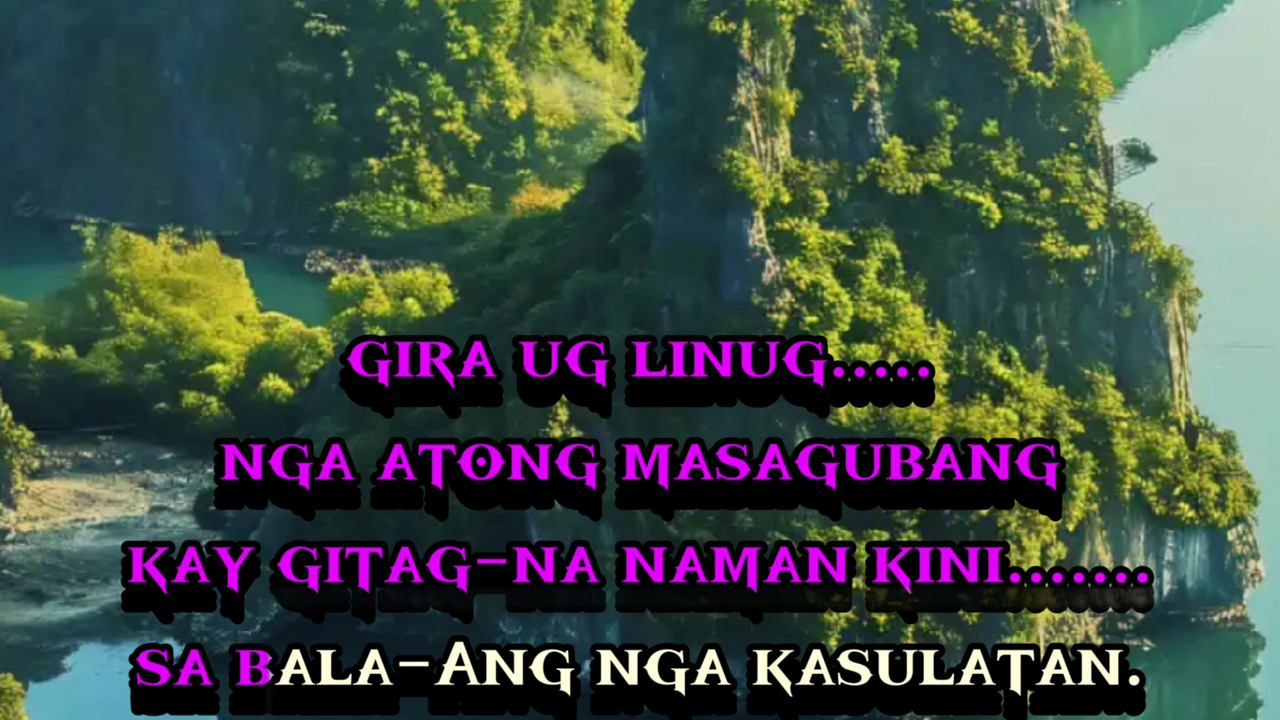 GIRA UG LINUG.....
NGA ATONG MASAGUBANG
KAY GITAG-NA NAMAN KINI.......
SA BALA-ANG NGA KASULATAN.